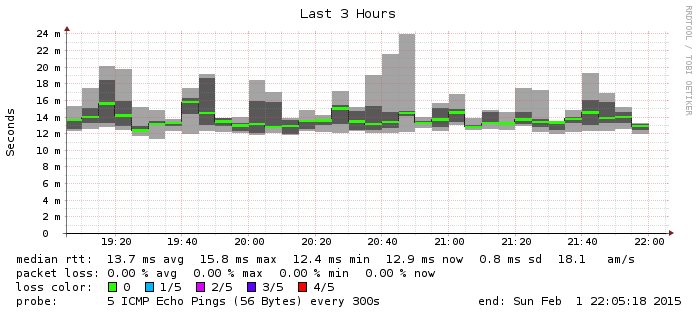 Last 3 Hours
RRDTOOL / TOBI OETIKER
Seconds
24 m
22 m
20 m
18 m
16 m
14 m
12 m
10 m
8 m
6 m
4 m
2 m
0
19:20 19:40 20:00 20:20 20:40 21:00 21:20 21:40 22:00
median rtt: 13.7 ms avg 15.8 ms max 12.4 ms min 12.9 ms now 0.8 ms sd 18.1 am/s
packet loss: 0.00 % avg 0.00 % max 0.00 % min 0.00 % now
loss color: 0 1/5 2/5 3/5 4/5
probe: 5 ICMP Echo Pings (56 Bytes) every 300s end: Sun Feb 1 22:05:18 2015